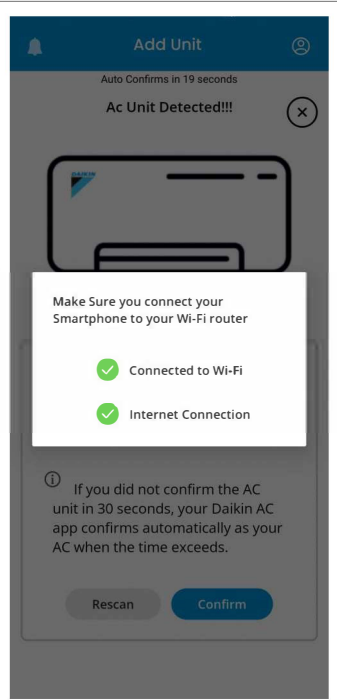 Add Unit
Auto Confirms in 19 seconds
Ac Unit Detected!!!
DAIKIN
Make Sure you connect your
Smartphone to your Wi-Fi router
Connected to Wi-Fi
Internet Connection
If you did not confirm the AC
unit in 30 seconds, your Daikin AC
app confirms automatically as your
AC when the time exceeds.
Rescan
Confirm